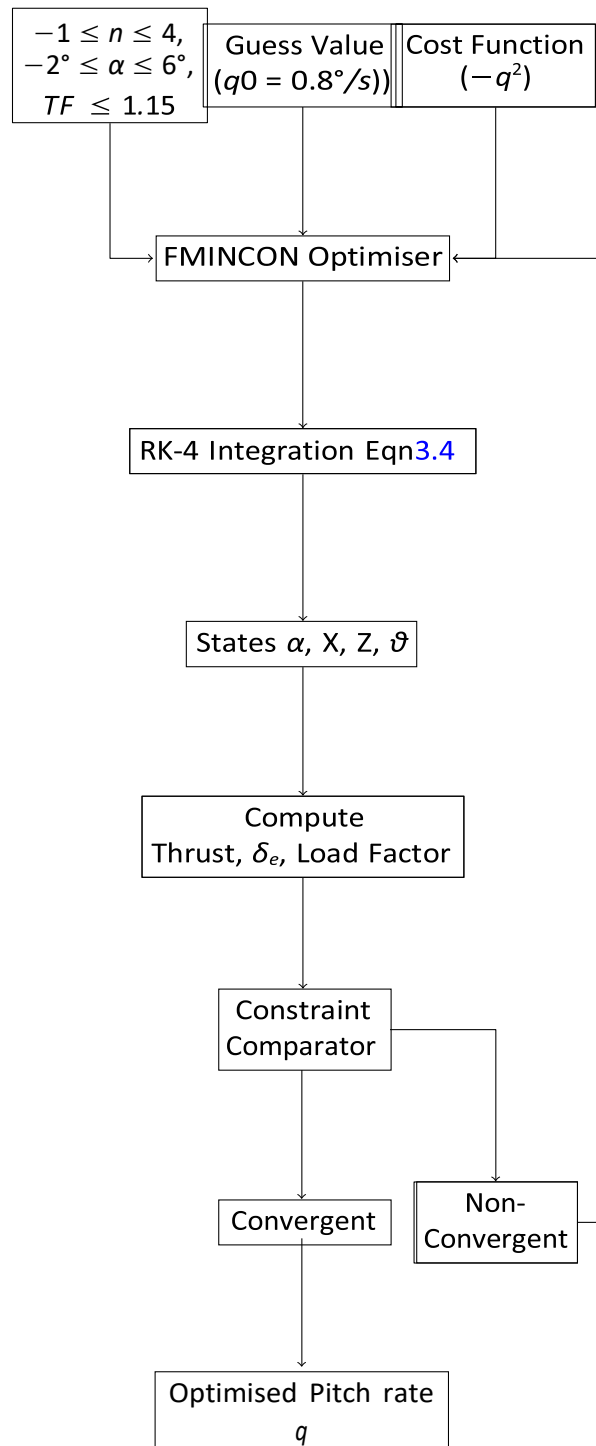 −1 ≤ n ≤ 4,
−2° ≤ α ≤ 6°,
TF ≤ 1.15
Guess Value
(q0 = 0.8°/s))
Cost Function
(−q²)
FMINCON Optimiser
RK-4 Integration Eqn3.4
States α, X, Z, ϑ
Compute
Thrust, δₑ, Load Factor
Constraint
Comparator
Convergent
Non-
Convergent
Optimised Pitch rate
q